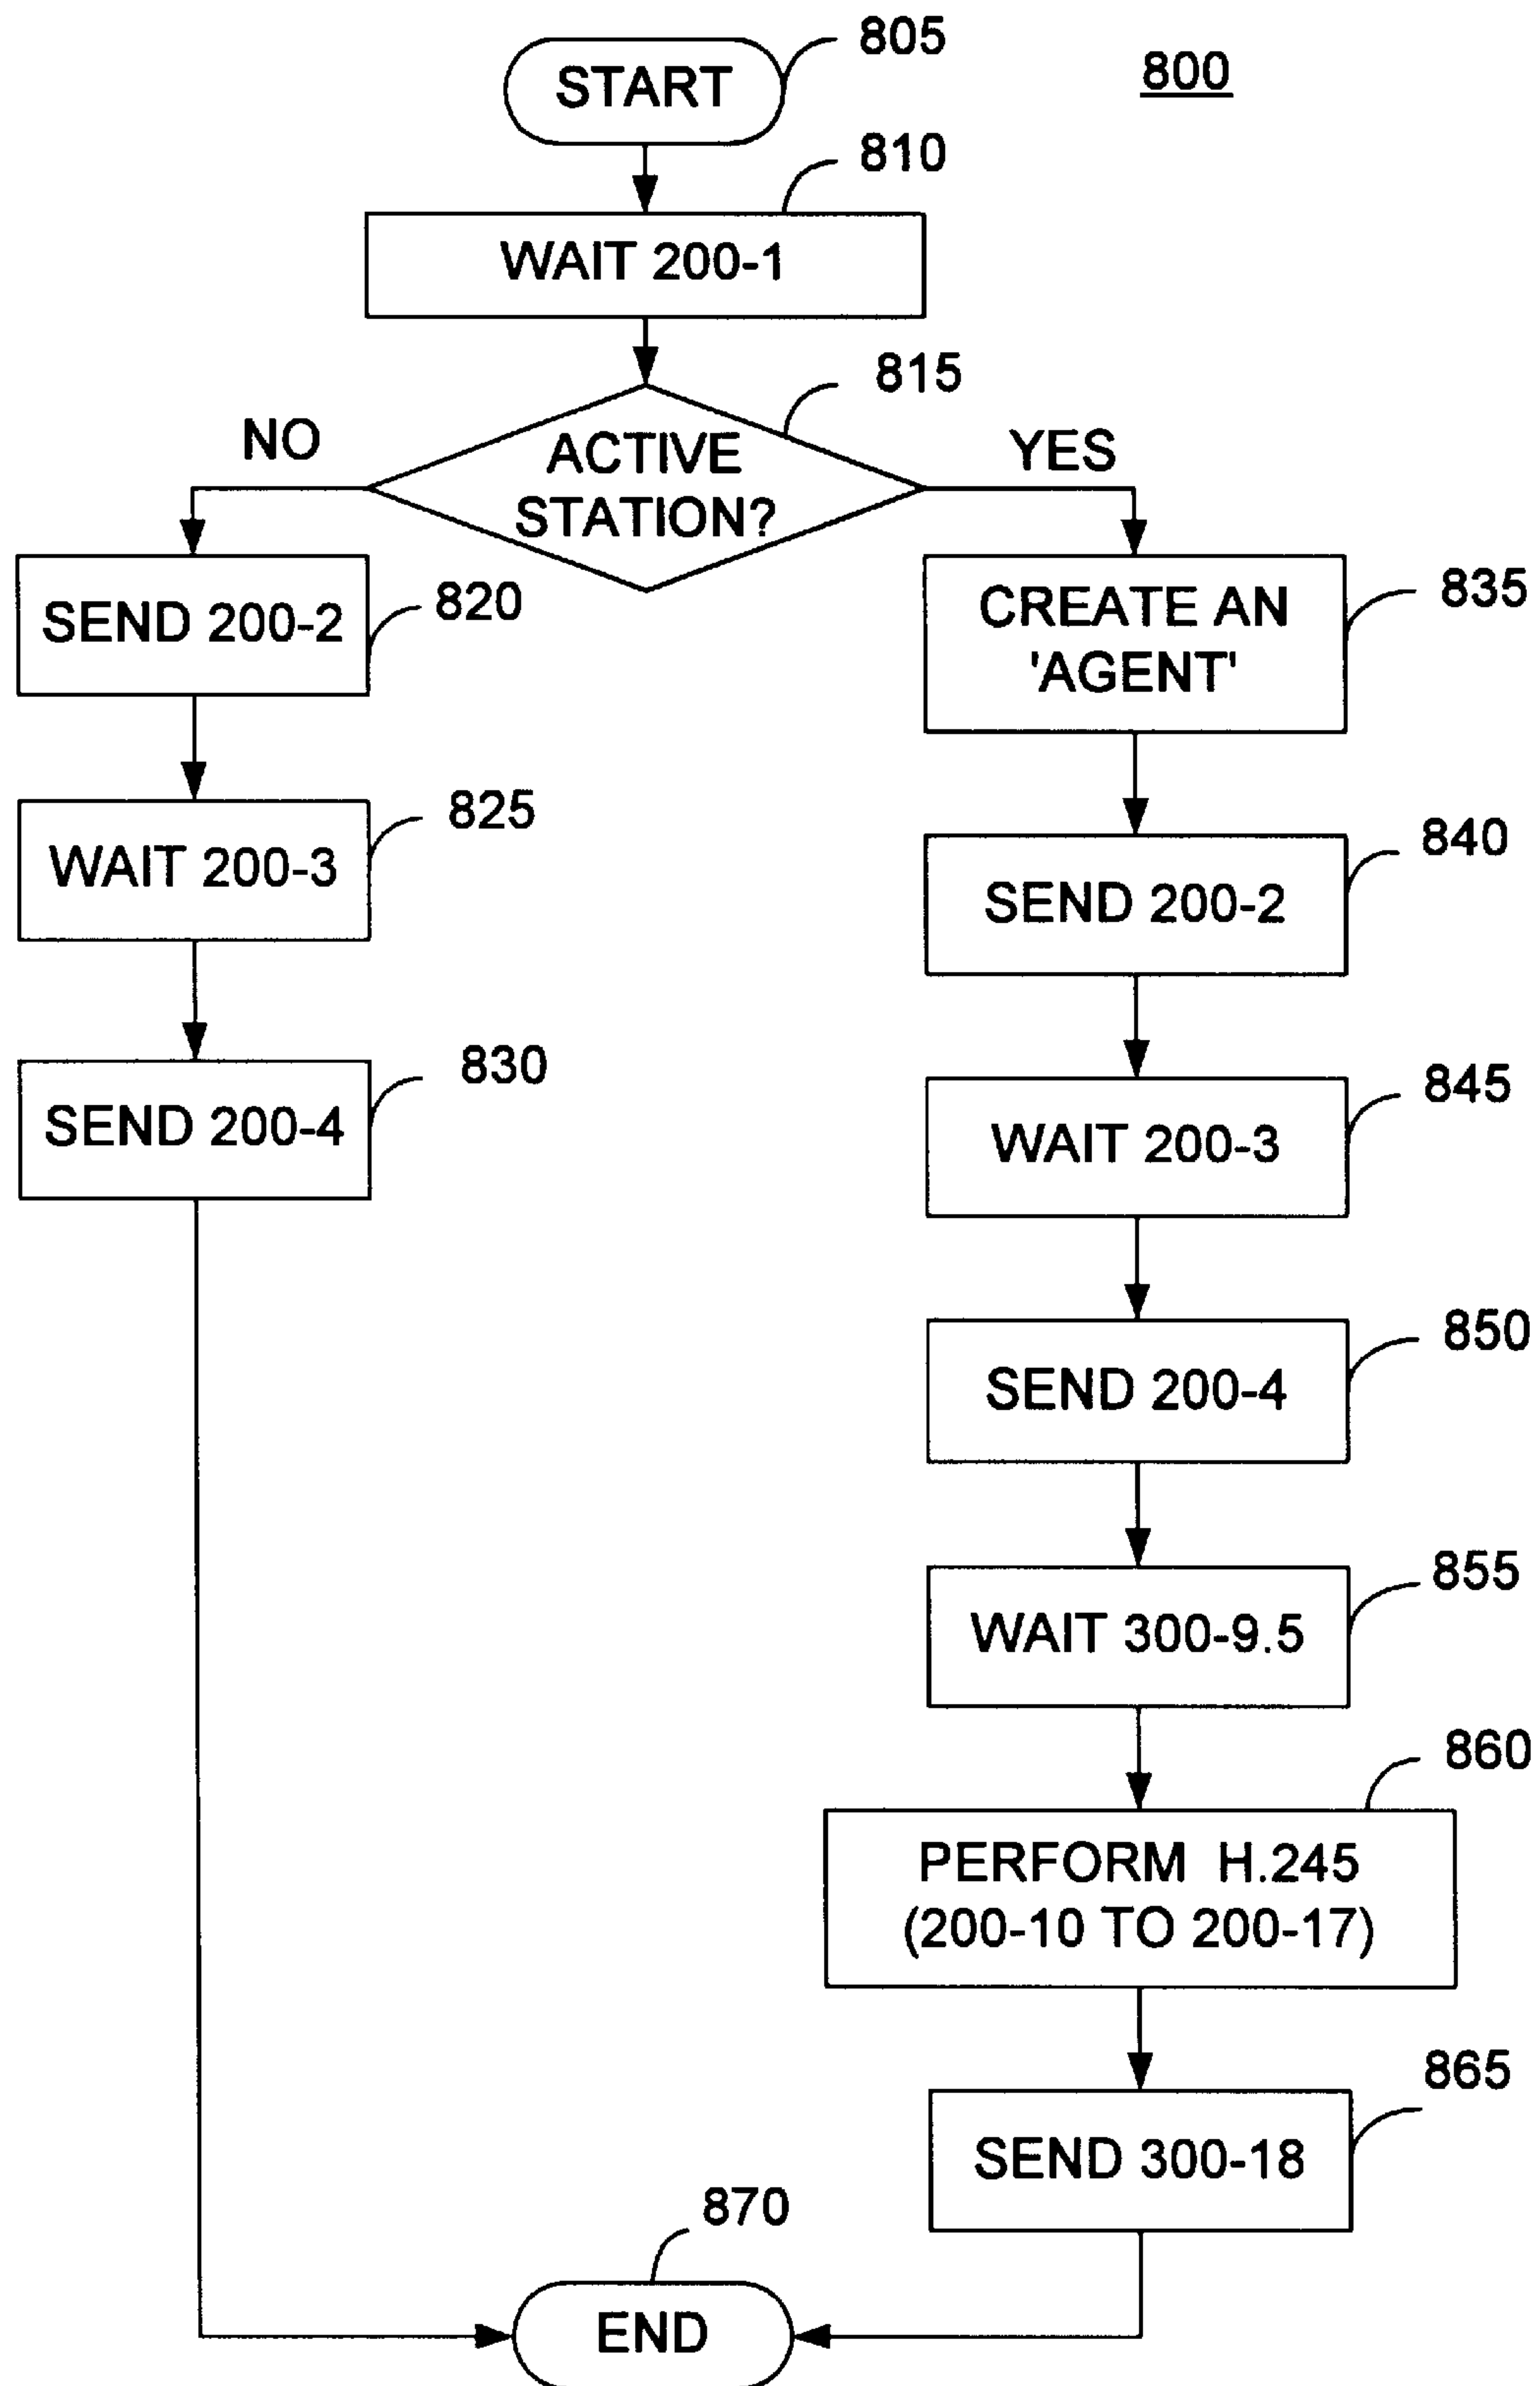 805
START
800
810
WAIT 200-1
815
NO
ACTIVE
STATION?
YES
SEND 200-2
820
CREATE AN
'AGENT'
835
WAIT 200-3
825
SEND 200-2
840
SEND 200-4
830
WAIT 200-3
845
SEND 200-4
850
WAIT 300-9.5
855
PERFORM H.245
(200-10 TO 200-17)
860
SEND 300-18
865
870
END